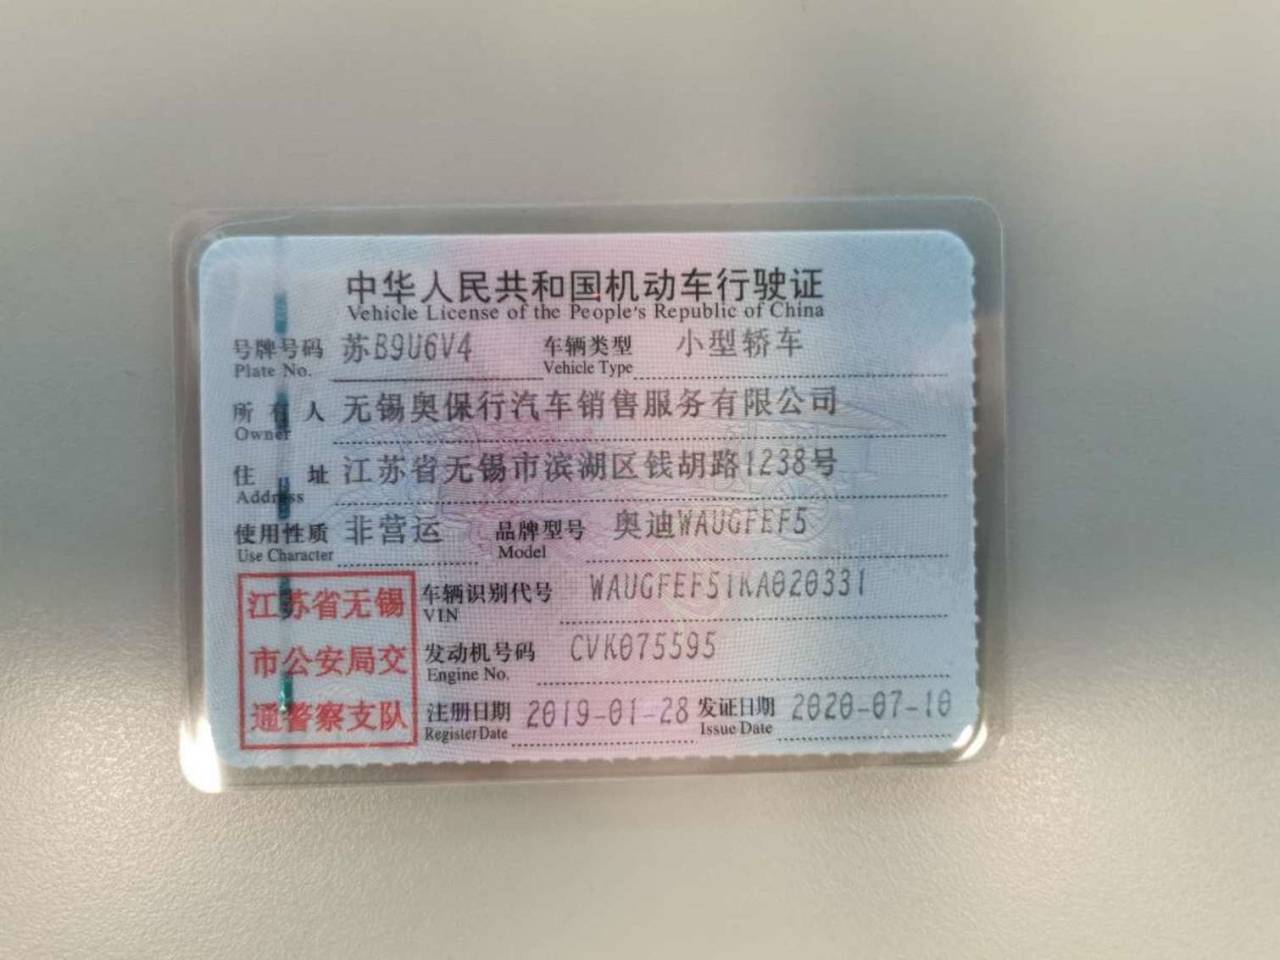 中华人民共和国机动车行驶证
Vehicle License of the People's Republic of China
号牌号码 苏B9U6V4 车辆类型 小型轿车
Plate No. Vehicle Type
所有人 无锡奥保行汽车销售服务有限公司
Owner
住址 江苏省无锡市滨湖区钱胡路1238号
Address
使用性质 非营运 品牌型号 奥迪WAUGFEF5
Use Character Model
江苏省无锡 车辆识别代号 WAUGFEF51KA020331
VIN
市公安局交 发动机号码 CVK075595
Engine No.
通警察支队 注册日期 2019-01-28 发证日期 2020-07-10
Register Date Issue Date